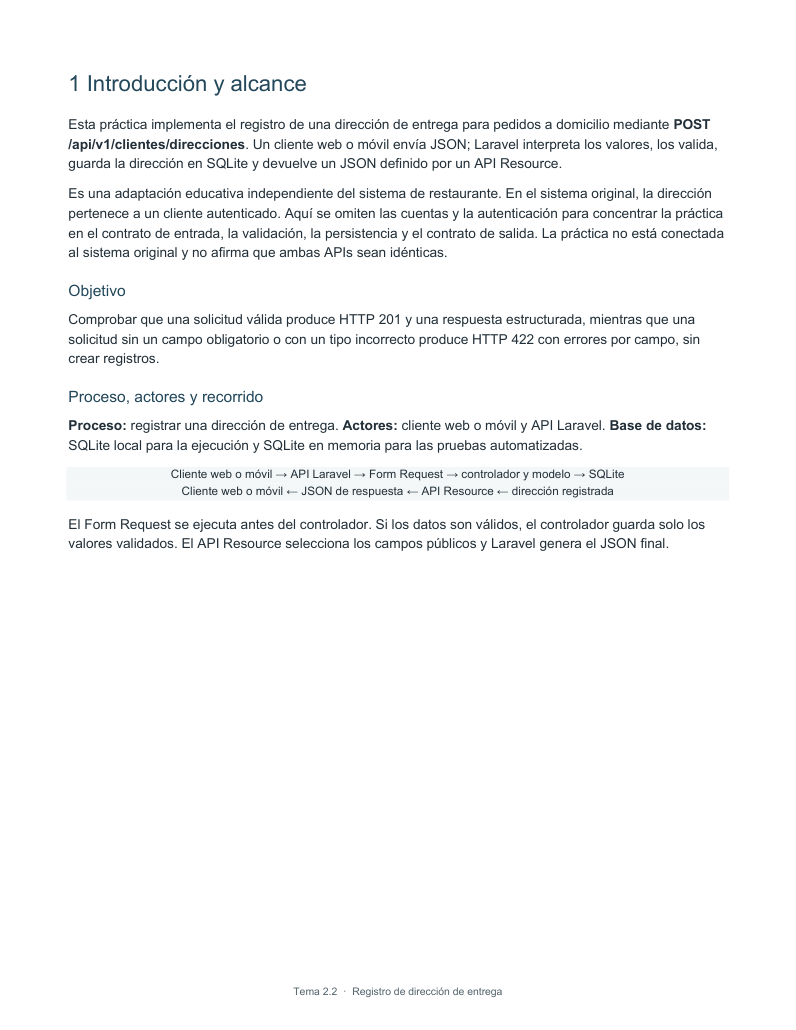 1 Introducción y alcance
Esta práctica implementa el registro de una dirección de entrega para pedidos a domicilio mediante POST
/api/v1/clientes/direcciones. Un cliente web o móvil envía JSON; Laravel interpreta los valores, los valida,
guarda la dirección en SQLite y devuelve un JSON definido por un API Resource.
Es una adaptación educativa independiente del sistema de restaurante. En el sistema original, la dirección
pertenece a un cliente autenticado. Aquí se omiten las cuentas y la autenticación para concentrar la práctica
en el contrato de entrada, la validación, la persistencia y el contrato de salida. La práctica no está conectada
al sistema original y no afirma que ambas APIs sean idénticas.
Objetivo
Comprobar que una solicitud válida produce HTTP 201 y una respuesta estructurada, mientras que una
solicitud sin un campo obligatorio o con un tipo incorrecto produce HTTP 422 con errores por campo, sin
crear registros.
Proceso, actores y recorrido
Proceso: registrar una dirección de entrega. Actores: cliente web o móvil y API Laravel. Base de datos:
SQLite local para la ejecución y SQLite en memoria para las pruebas automatizadas.
Cliente web o móvil → API Laravel → Form Request → controlador y modelo → SQLite
Cliente web o móvil ← JSON de respuesta ← API Resource ← dirección registrada
El Form Request se ejecuta antes del controlador. Si los datos son válidos, el controlador guarda solo los
valores validados. El API Resource selecciona los campos públicos y Laravel genera el JSON final.
Tema 2.2 · Registro de dirección de entrega